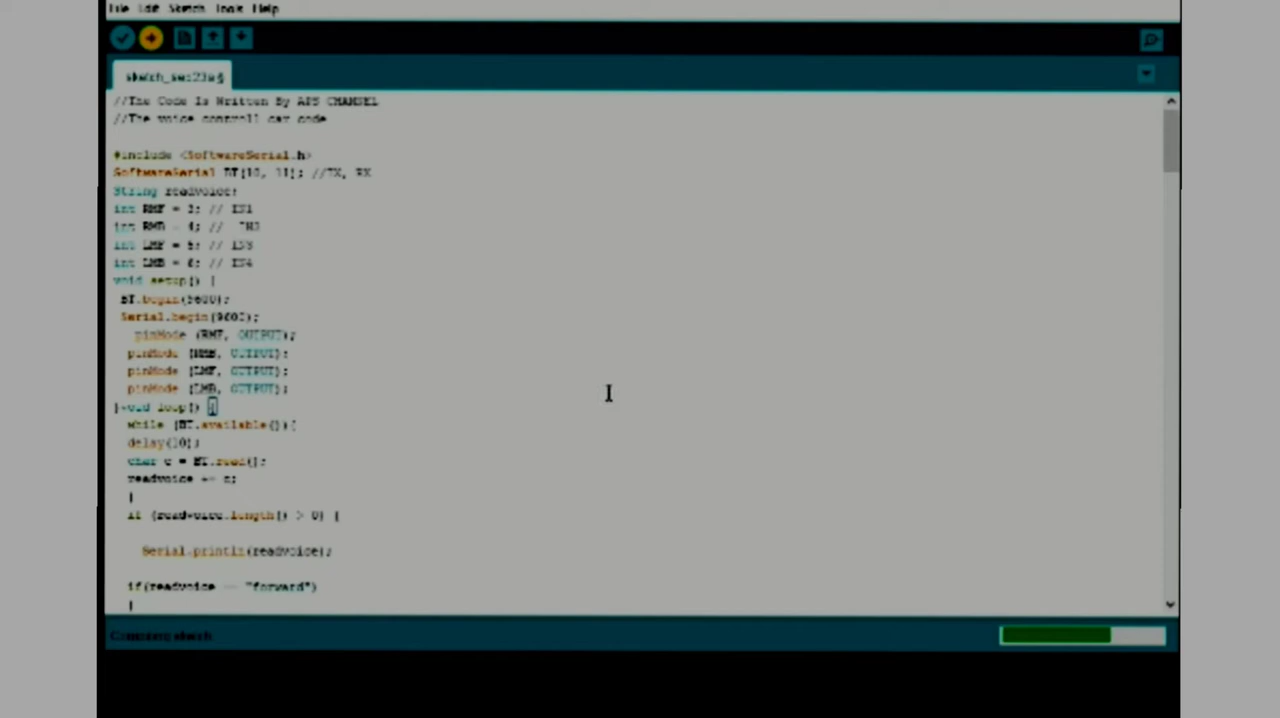 File Edit Sketch Tools Help
//The Code Is Written By APS CHANNEL
//The voice controll car code
#include <SoftwareSerial.h>
SoftwareSerial BT(10, 11); //TX, RX
String readvoice;
int RMF = 3; // IN1
int RMB = 4; // IN2
int LMF = 5; // IN3
int LMB = 6; // IN4
void setup() {
BT.begin(9600);
Serial.begin(9600);
pinMode (RMF, OUTPUT);
pinMode (RMB, OUTPUT);
pinMode (LMF, OUTPUT);
pinMode (LMB, OUTPUT);
}void loop() {
while (BT.available()){
delay(10);
char c = BT.read();
readvoice += c;
}
if (readvoice.length() > 0) {
Serial.println(readvoice);
if(readvoice == "forward")
{
Compiling sketch